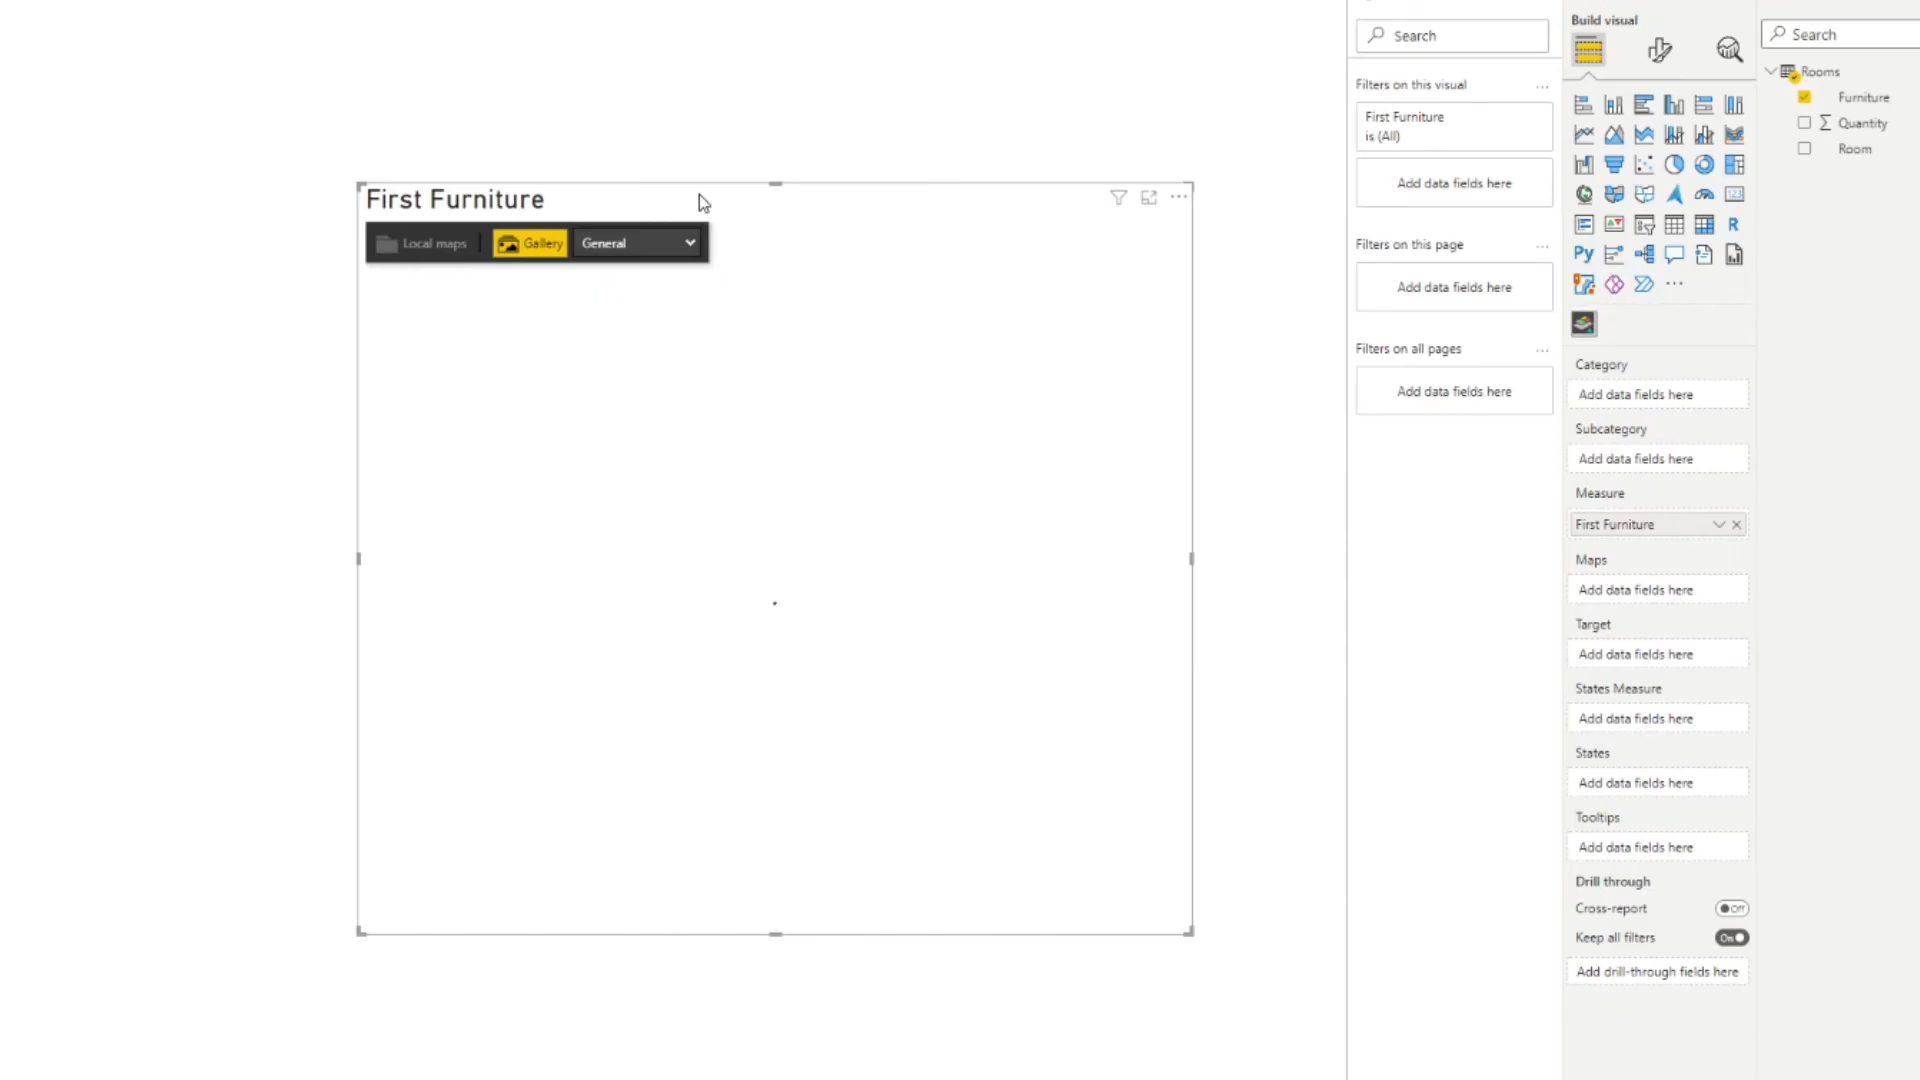 First Furniture
Local maps
Gallery
General
Search
Filters on this visual
First Furniture
is (All)
Add data fields here
Filters on this page
Add data fields here
Filters on all pages
Add data fields here
Build visual
R
Py
123
Category
Add data fields here
Subcategory
Add data fields here
Measure
First Furniture
Maps
Add data fields here
Target
Add data fields here
States Measure
Add data fields here
States
Add data fields here
Tooltips
Add data fields here
Drill through
Cross-report
Off
Keep all filters
On
Add drill-through fields here
Search
Rooms
Furniture
∑ Quantity
Room